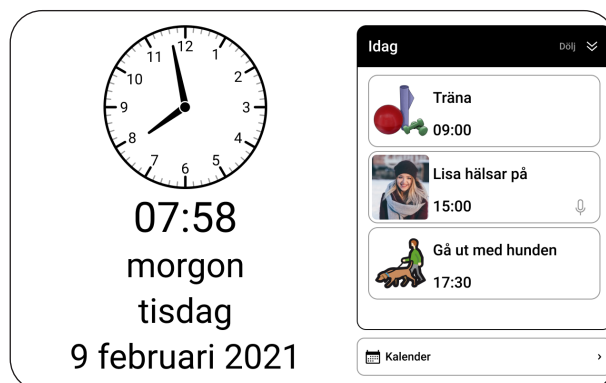 12
1
2
3
4
5
6
7
8
9
10
11
07:58
morgon
tisdag
9 februari 2021
Idag
Dölj
Träna
09:00
Lisa hälsar på
15:00
Gå ut med hunden
17:30
Kalender